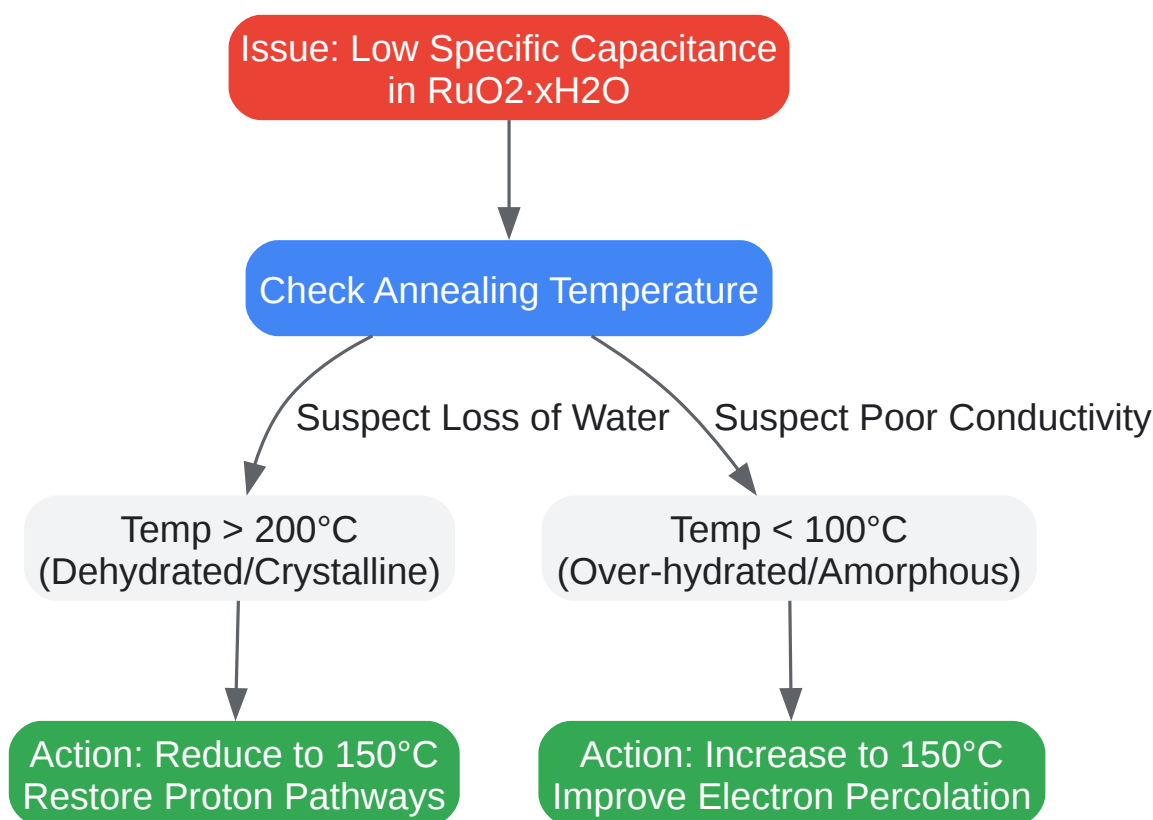 Issue: Low Specific Capacitance
in RuO2·xH2O
Check Annealing Temperature
Suspect Loss of Water
Suspect Poor Conductivity
Temp > 200°C
(Dehydrated/Crystalline)
Temp < 100°C
(Over-hydrated/Amorphous)
Action: Reduce to 150°C
Restore Proton Pathways
Action: Increase to 150°C
Improve Electron Percolation